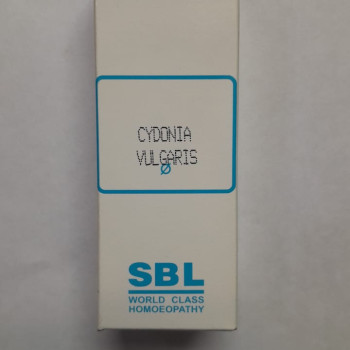 CYDONIA
VULGARIS
Ø
SBL
WORLD CLASS
HOMOEOPATHY